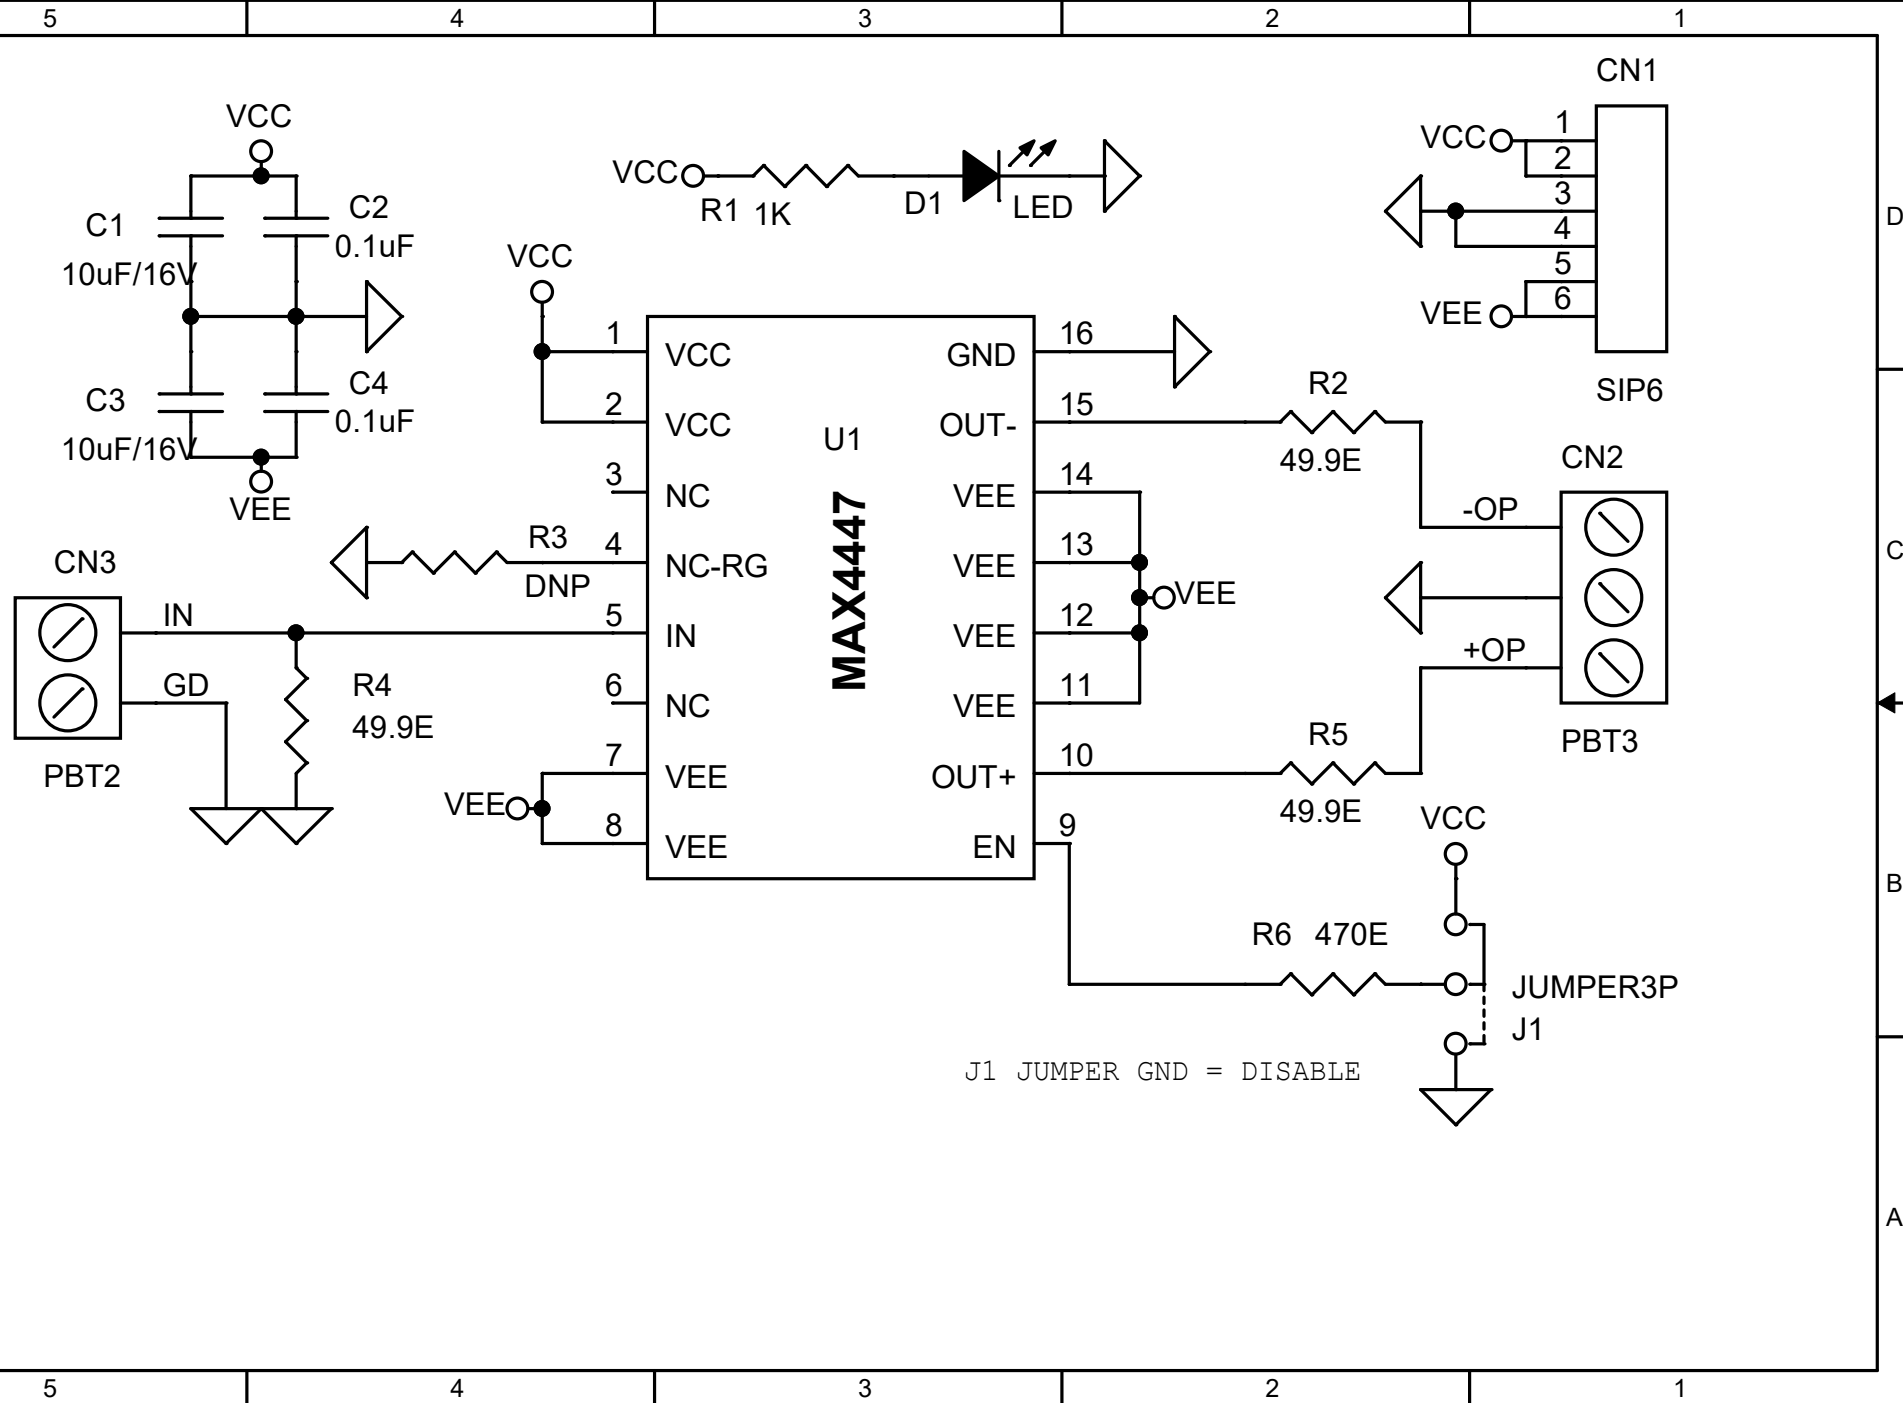 5 4 3 2 1
CN1
VCC
1
VCC
2
3
4
5
VEE
6
SIP6
D
VCC
R1 1K
D1
LED
VCC
C1
10uF/16V
C2
0.1uF
C3
10uF/16V
C4
0.1uF
VEE
VCC
1 VCC
2 VCC
3 NC
4 NC-RG
5 IN
6 NC
7 VEE
8 VEE
U1
MAX4447
GND 16
OUT- 15
VEE 14
VEE 13
VEE 12
VEE 11
OUT+ 10
EN 9
R3
DNP
VEE
VEE
R2
49.9E
CN2
-OP
+OP
PBT3
C
CN3
IN
GD
PBT2
R4
49.9E
R5
49.9E
VCC
B
R6 470E
JUMPER3P
J1
J1 JUMPER GND = DISABLE
A
5 4 3 2 1